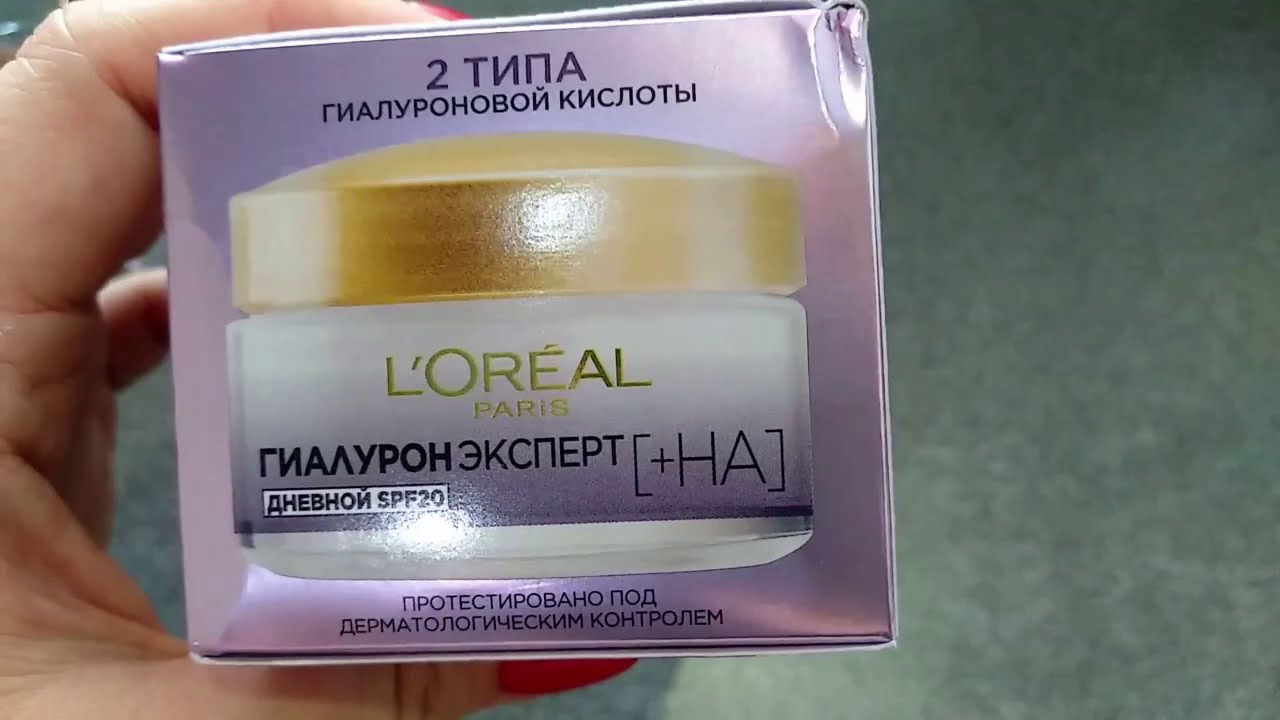 2 ТИПА
ГИАЛУРОНОВОЙ КИСЛОТЫ
L'ORÉAL
PARIS
ГИАЛУРОН ЭКСПЕРТ [+HA]
ДНЕВНОЙ SPF20
ПРОТЕСТИРОВАНО ПОД
ДЕРМАТОЛОГИЧЕСКИМ КОНТРОЛЕМ